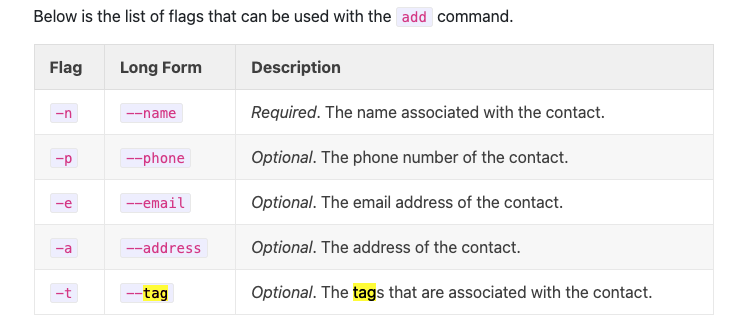 Below is the list of flags that can be used with the add command.
Flag Long Form Description
-n --name Required. The name associated with the contact.
-p --phone Optional. The phone number of the contact.
-e --email Optional. The email address of the contact.
-a --address Optional. The address of the contact.
-t --tag Optional. The tags that are associated with the contact.